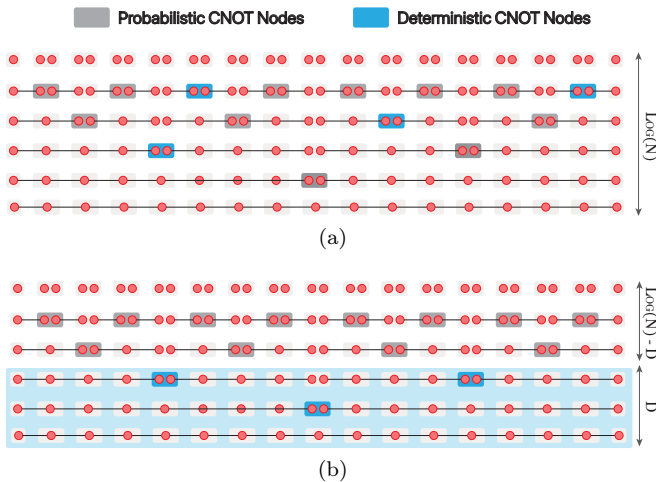 Probabilistic CNOT Nodes
Deterministic CNOT Nodes
Log(N)
(a)
Log(N) - D
D
(b)